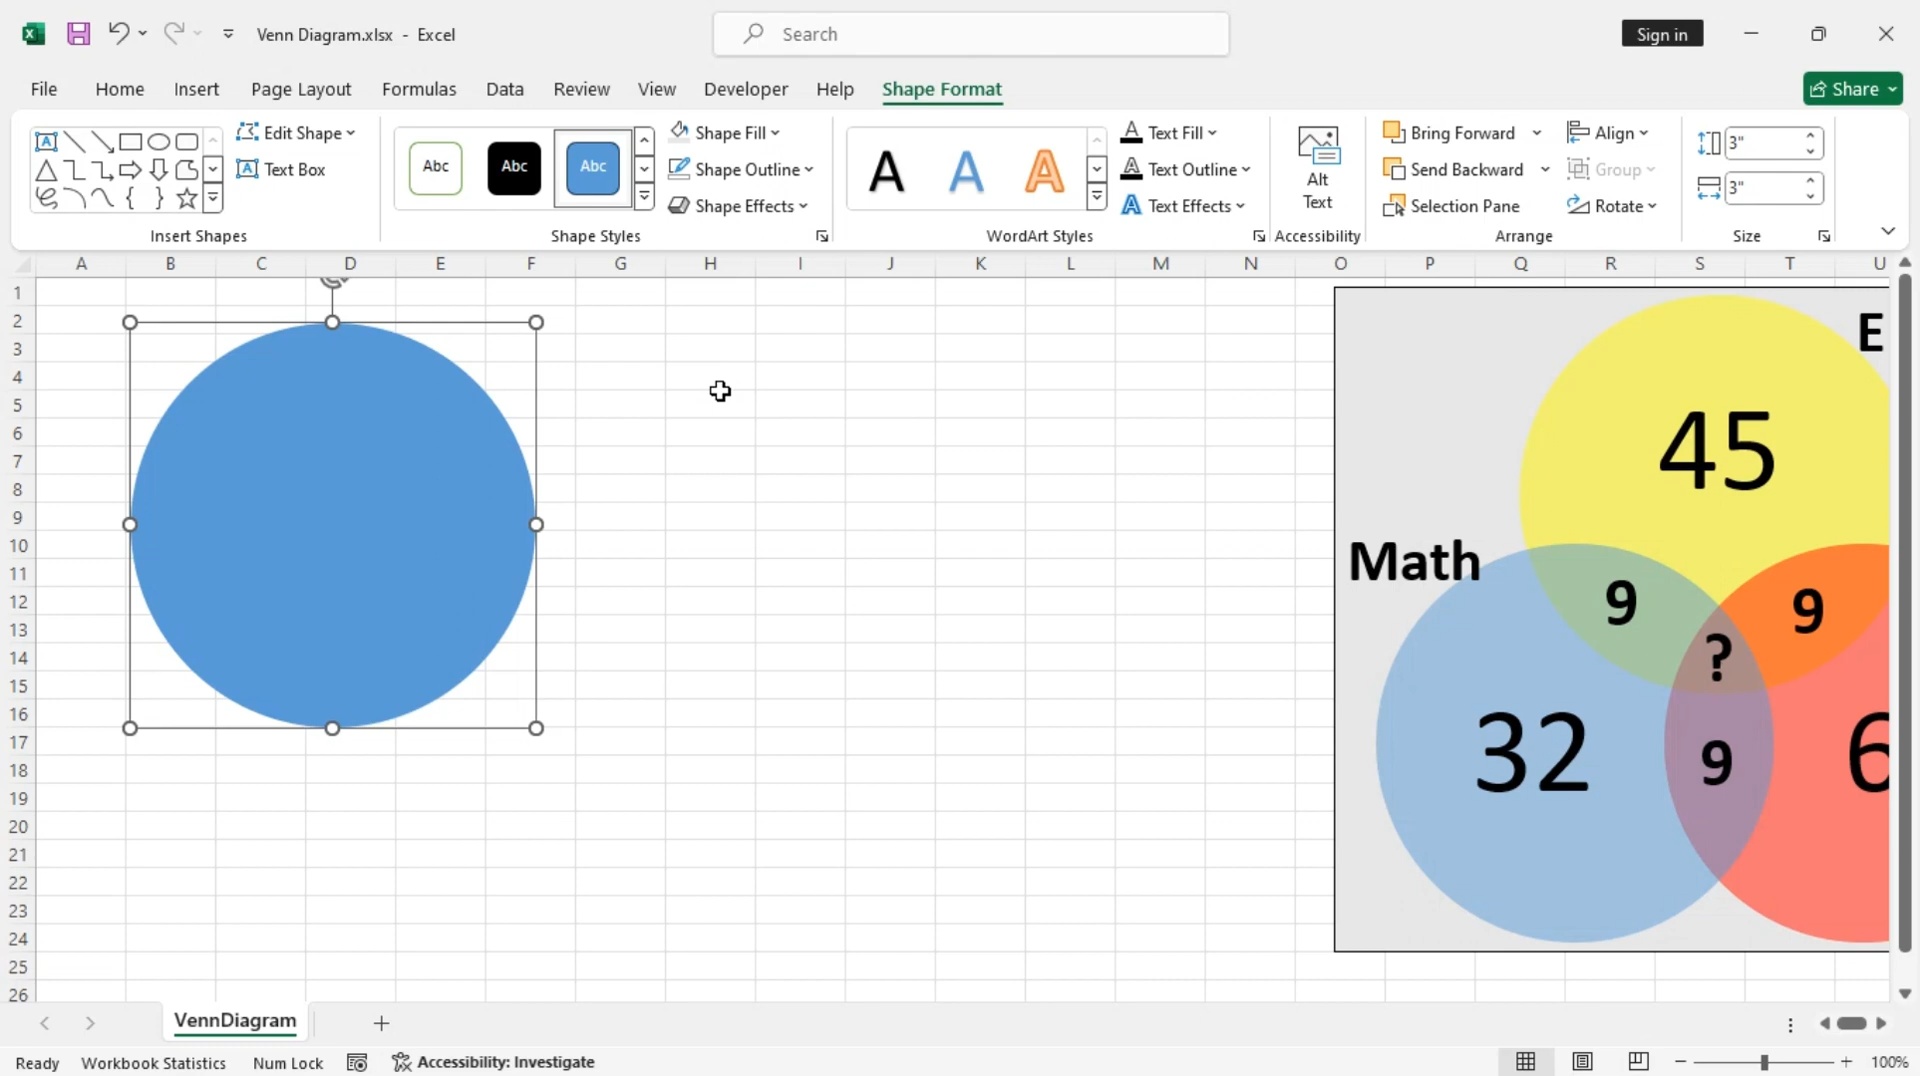 Venn Diagram.xlsx - Excel
Search
Sign in
File Home Insert Page Layout Formulas Data Review View Developer Help Shape Format
Share
Edit Shape
Text Box
Insert Shapes
Abc Abc Abc
Shape Fill
Shape Outline
Shape Effects
Shape Styles
A A A
Text Fill
Text Outline
Text Effects
WordArt Styles
Alt
Text
Accessibility
Bring Forward
Send Backward
Selection Pane
Align
Group
Rotate
Arrange
3"
3"
Size
A B C D E F G H I J K L M N O P Q R S T U
1
2
3
4
5
6
7
8
9
10
11
12
13
14
15
16
17
18
19
20
21
22
23
24
25
26
E
45
Math
9
9
?
32
9
6
VennDiagram
Ready Workbook Statistics Num Lock Accessibility: Investigate
100%